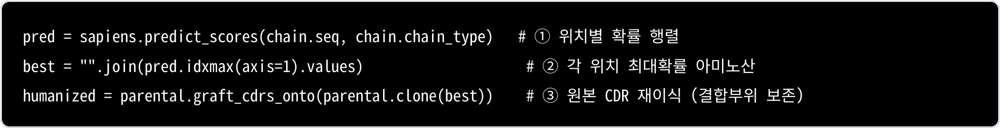 pred = sapiens.predict_scores(chain.seq, chain.chain_type)   # ① 위치별 확률 행렬
best = "".join(pred.idxmax(axis=1).values)                    # ② 각 위치 최대확률 아미노산
humanized = parental.graft_cdrs_onto(parental.clone(best))    # ③ 원본 CDR 재이식 (결합부위 보존)